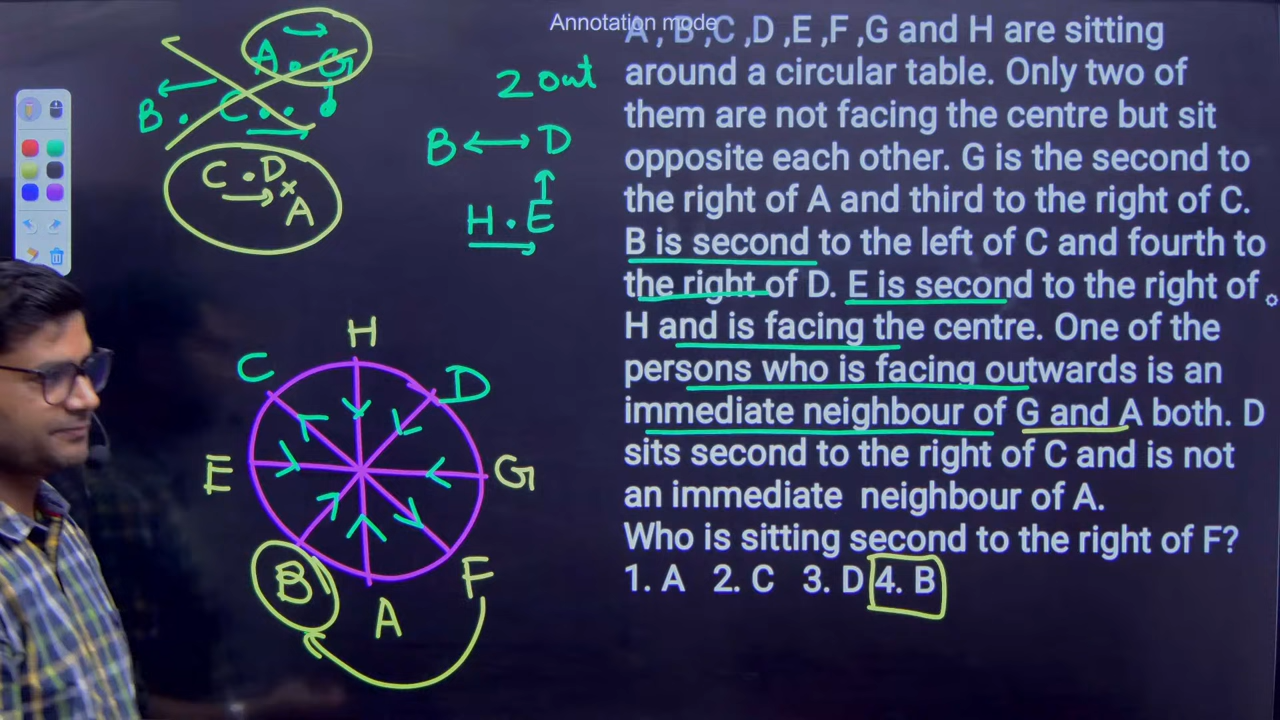 Annotation mode
A ,B ,C ,D ,E ,F ,G and H are sitting
around a circular table. Only two of
them are not facing the centre but sit
opposite each other. G is the second to
the right of A and third to the right of C.
B is second to the left of C and fourth to
the right of D. E is second to the right of
H and is facing the centre. One of the
persons who is facing outwards is an
immediate neighbour of G and A both. D
sits second to the right of C and is not
an immediate neighbour of A.
Who is sitting second to the right of F?
1. A 2. C 3. D 4. B
A . G
B . C . .
C . D
A
2 out
B ↔ D
H . E
H
C D
E G
B F
A